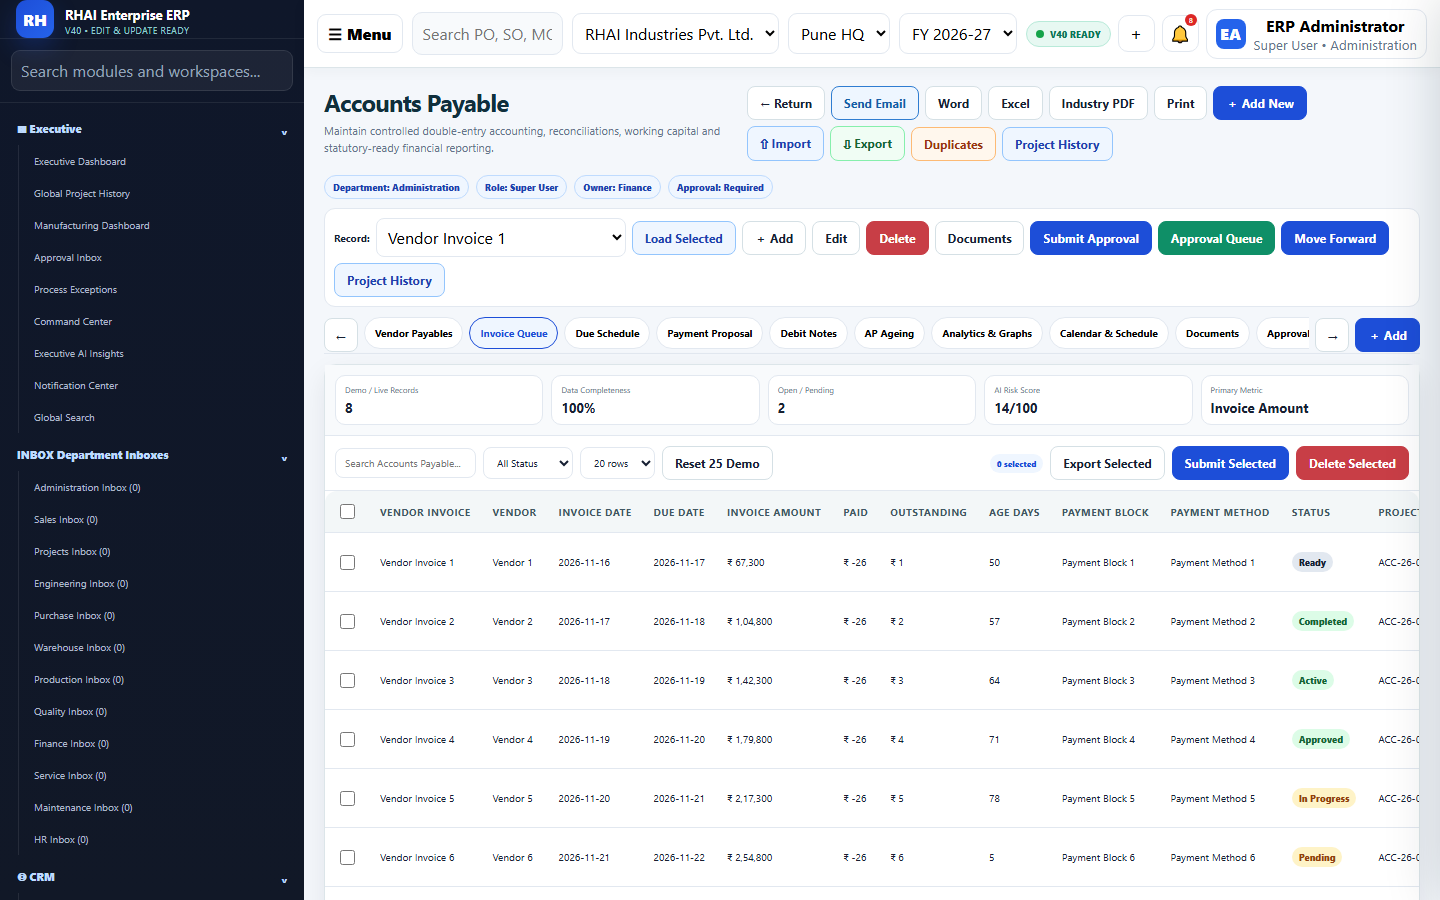 RH
RHAI Enterprise ERP
V40 • EDIT & UPDATE READY
Search modules and workspaces...
Executive
Executive Dashboard
Global Project History
Manufacturing Dashboard
Approval Inbox
Process Exceptions
Command Center
Executive AI Insights
Notification Center
Global Search
INBOX Department Inboxes
Administration Inbox (0)
Sales Inbox (0)
Projects Inbox (0)
Engineering Inbox (0)
Purchase Inbox (0)
Warehouse Inbox (0)
Production Inbox (0)
Quality Inbox (0)
Finance Inbox (0)
Service Inbox (0)
Maintenance Inbox (0)
HR Inbox (0)
CRM
☰ Menu
Search PO, SO, MC
RHAI Industries Pvt. Ltd.
Pune HQ
FY 2026-27
V40 READY
+
8
EA
ERP Administrator
Super User • Administration
Accounts Payable
Maintain controlled double-entry accounting, reconciliations, working capital and
statutory-ready financial reporting.
← Return
Send Email
Word
Excel
Industry PDF
Print
+ Add New
⇧ Import
⇩ Export
Duplicates
Project History
Department: Administration
Role: Super User
Owner: Finance
Approval: Required
Record:
Vendor Invoice 1
Load Selected
+ Add
Edit
Delete
Documents
Submit Approval
Approval Queue
Move Forward
Project History
←
Vendor Payables
Invoice Queue
Due Schedule
Payment Proposal
Debit Notes
AP Ageing
Analytics & Graphs
Calendar & Schedule
Documents
Approval
→
+ Add
Demo / Live Records
8
Data Completeness
100%
Open / Pending
2
AI Risk Score
14/100
Primary Metric
Invoice Amount
Search Accounts Payable...
All Status
20 rows
Reset 25 Demo
0 selected
Export Selected
Submit Selected
Delete Selected
VENDOR INVOICE VENDOR INVOICE DATE DUE DATE INVOICE AMOUNT PAID OUTSTANDING AGE DAYS PAYMENT BLOCK PAYMENT METHOD STATUS PROJECT
Vendor Invoice 1 Vendor 1 2026-11-16 2026-11-17 ₹ 67,300 ₹ -26 ₹ 1 50 Payment Block 1 Payment Method 1 Ready ACC-26-0
Vendor Invoice 2 Vendor 2 2026-11-17 2026-11-18 ₹ 1,04,800 ₹ -26 ₹ 2 57 Payment Block 2 Payment Method 2 Completed ACC-26-0
Vendor Invoice 3 Vendor 3 2026-11-18 2026-11-19 ₹ 1,42,300 ₹ -26 ₹ 3 64 Payment Block 3 Payment Method 3 Active ACC-26-0
Vendor Invoice 4 Vendor 4 2026-11-19 2026-11-20 ₹ 1,79,800 ₹ -26 ₹ 4 71 Payment Block 4 Payment Method 4 Approved ACC-26-0
Vendor Invoice 5 Vendor 5 2026-11-20 2026-11-21 ₹ 2,17,300 ₹ -26 ₹ 5 78 Payment Block 5 Payment Method 5 In Progress ACC-26-0
Vendor Invoice 6 Vendor 6 2026-11-21 2026-11-22 ₹ 2,54,800 ₹ -26 ₹ 6 5 Payment Block 6 Payment Method 6 Pending ACC-26-0